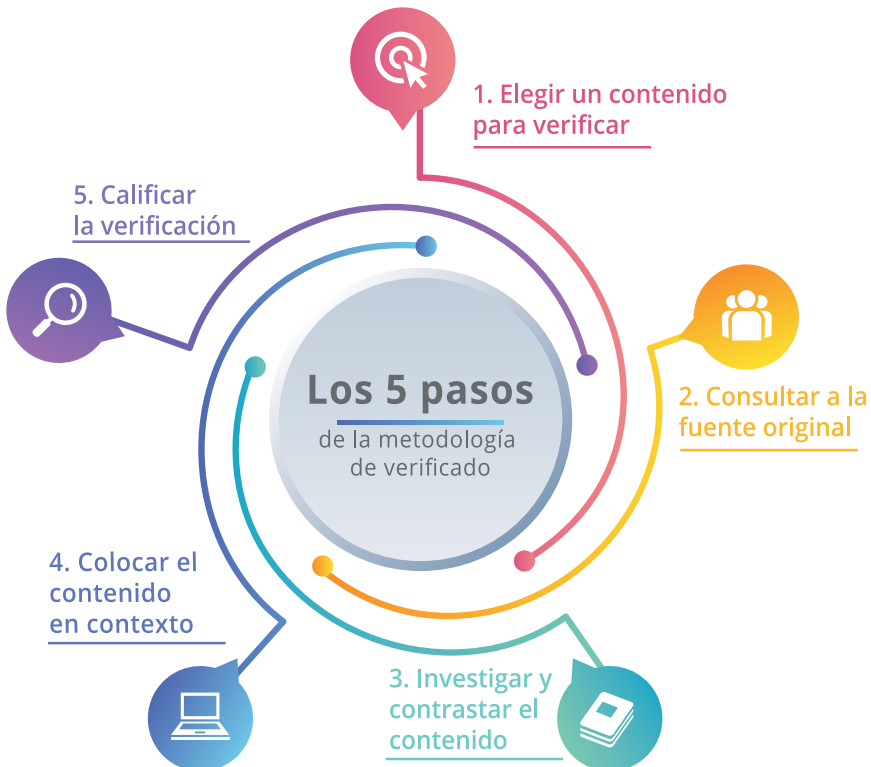 Los 5 pasos
de la metodología
de verificado
1. Elegir un contenido
para verificar
2. Consultar a la
fuente original
3. Investigar y
contrastar el
contenido
4. Colocar el
contenido
en contexto
5. Calificar
la verificación